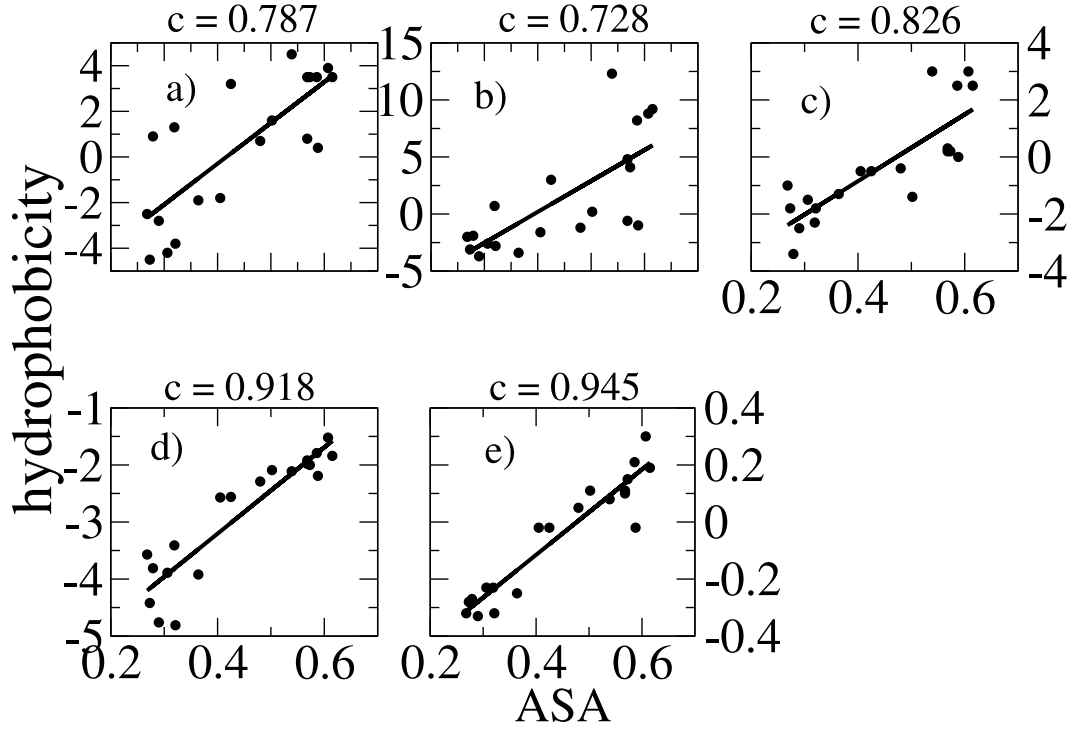 c = 0.787
c = 0.728
c = 0.826
4
2
0
-2
-4
a)
15
10
5
0
-5
b)
4
2
0
-2
-4
c)
0.2 0.4 0.6
hydrophobicity
c = 0.918
c = 0.945
-1
-2
-3
-4
-5
d)
0.2 0.4 0.6
e)
0.4
0.2
0
-0.2
-0.4
0.2 0.4 0.6
ASA